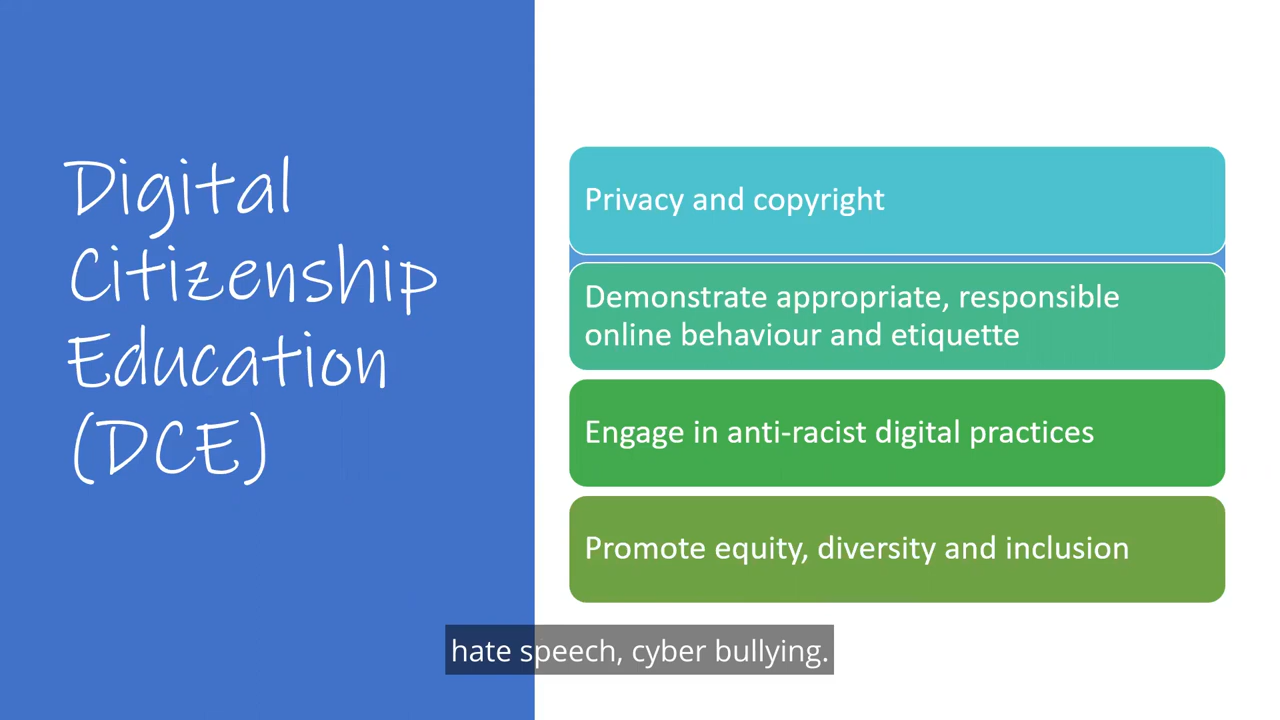 Digital
Citizenship
Education
(DCE)
Privacy and copyright
Demonstrate appropriate, responsible
online behaviour and etiquette
Engage in anti-racist digital practices
Promote equity, diversity and inclusion
hate speech, cyber bullying.